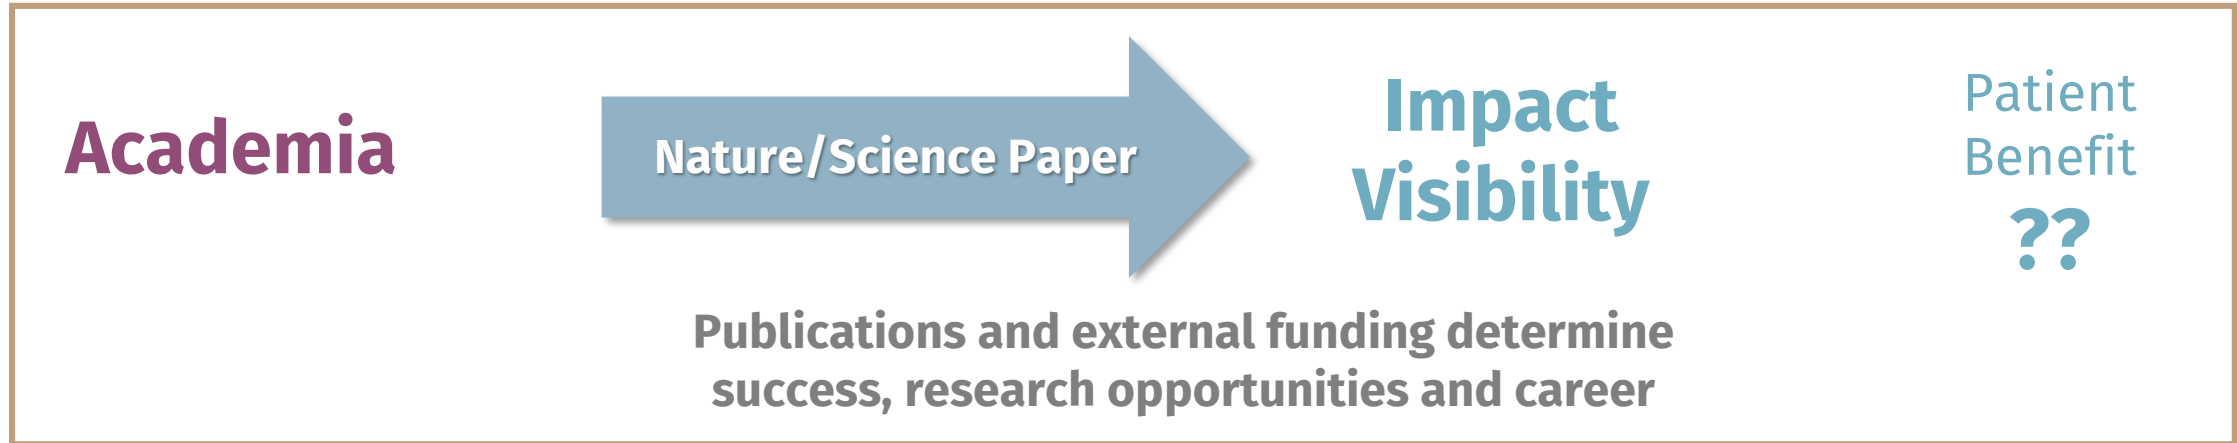 Academia
Nature/Science Paper
Impact
Visibility
Patient
Benefit
??
Publications and external funding determine
success, research opportunities and career